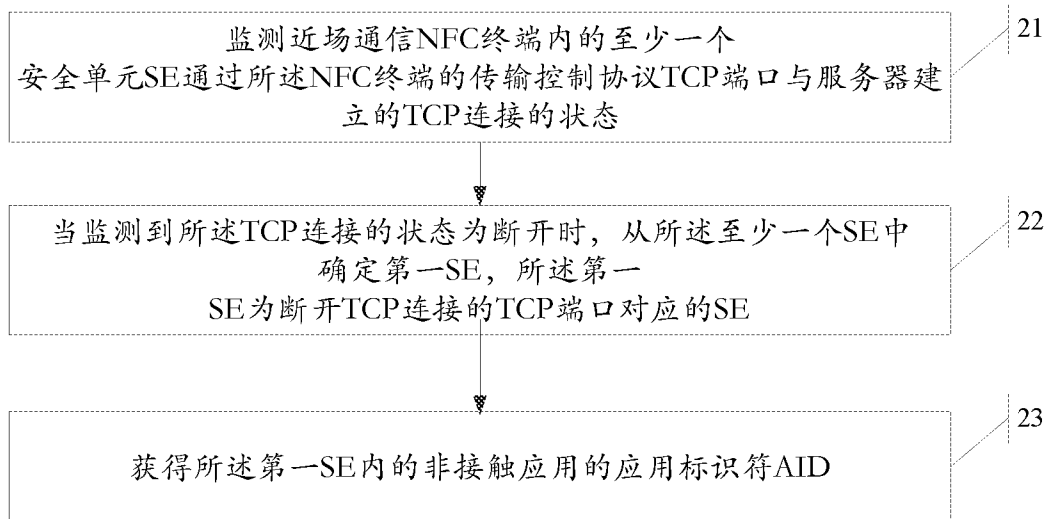 监测近场通信NFC终端内的至少一个
安全单元SE通过所述NFC终端的传输控制协议TCP端口与服务器建
立的TCP连接的状态
21
当监测到所述TCP连接的状态为断开时，从所述至少一个SE中
确定第一SE，所述第一
SE为断开TCP连接的TCP端口对应的SE
22
获得所述第一SE内的非接触应用的应用标识符AID
23